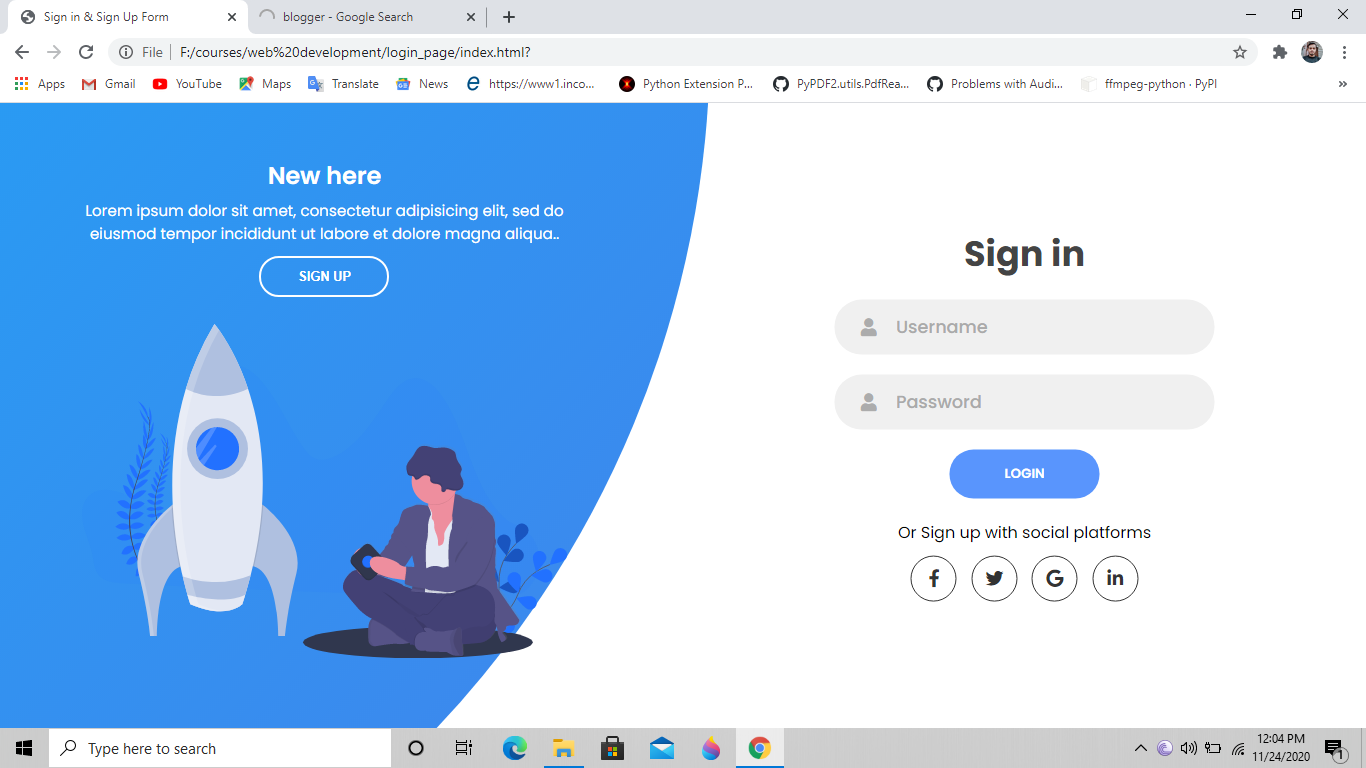 Sign in & Sign Up Form
blogger - Google Search
File
F:/courses/web%20development/login_page/index.html?
Apps
Gmail
YouTube
Maps
Translate
News
https://www1.inco...
Python Extension P...
PyPDF2.utils.PdfRea...
Problems with Audi...
ffmpeg-python · PyPI
»
New here
Lorem ipsum dolor sit amet, consectetur adipisicing elit, sed do
eiusmod tempor incididunt ut labore et dolore magna aliqua..
SIGN UP
Sign in
Username
Password
LOGIN
Or Sign up with social platforms
Type here to search
12:04 PM
11/24/2020
1